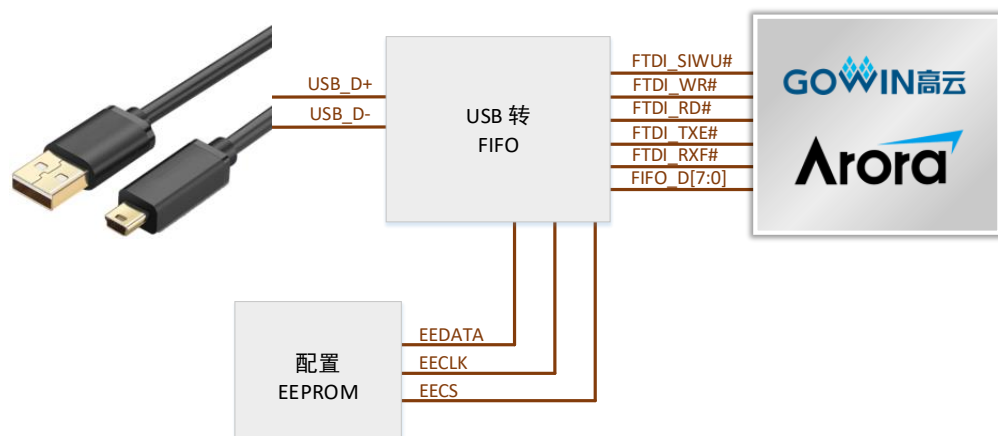 USB_D+
USB_D-
USB 转
FIFO
FTDI_SIWU#
FTDI_WR#
FTDI_RD#
FTDI_TXE#
FTDI_RXF#
FIFO_D[7:0]
GOWIN高云
Arora
配置
EEPROM
EEDATA
EECLK
EECS